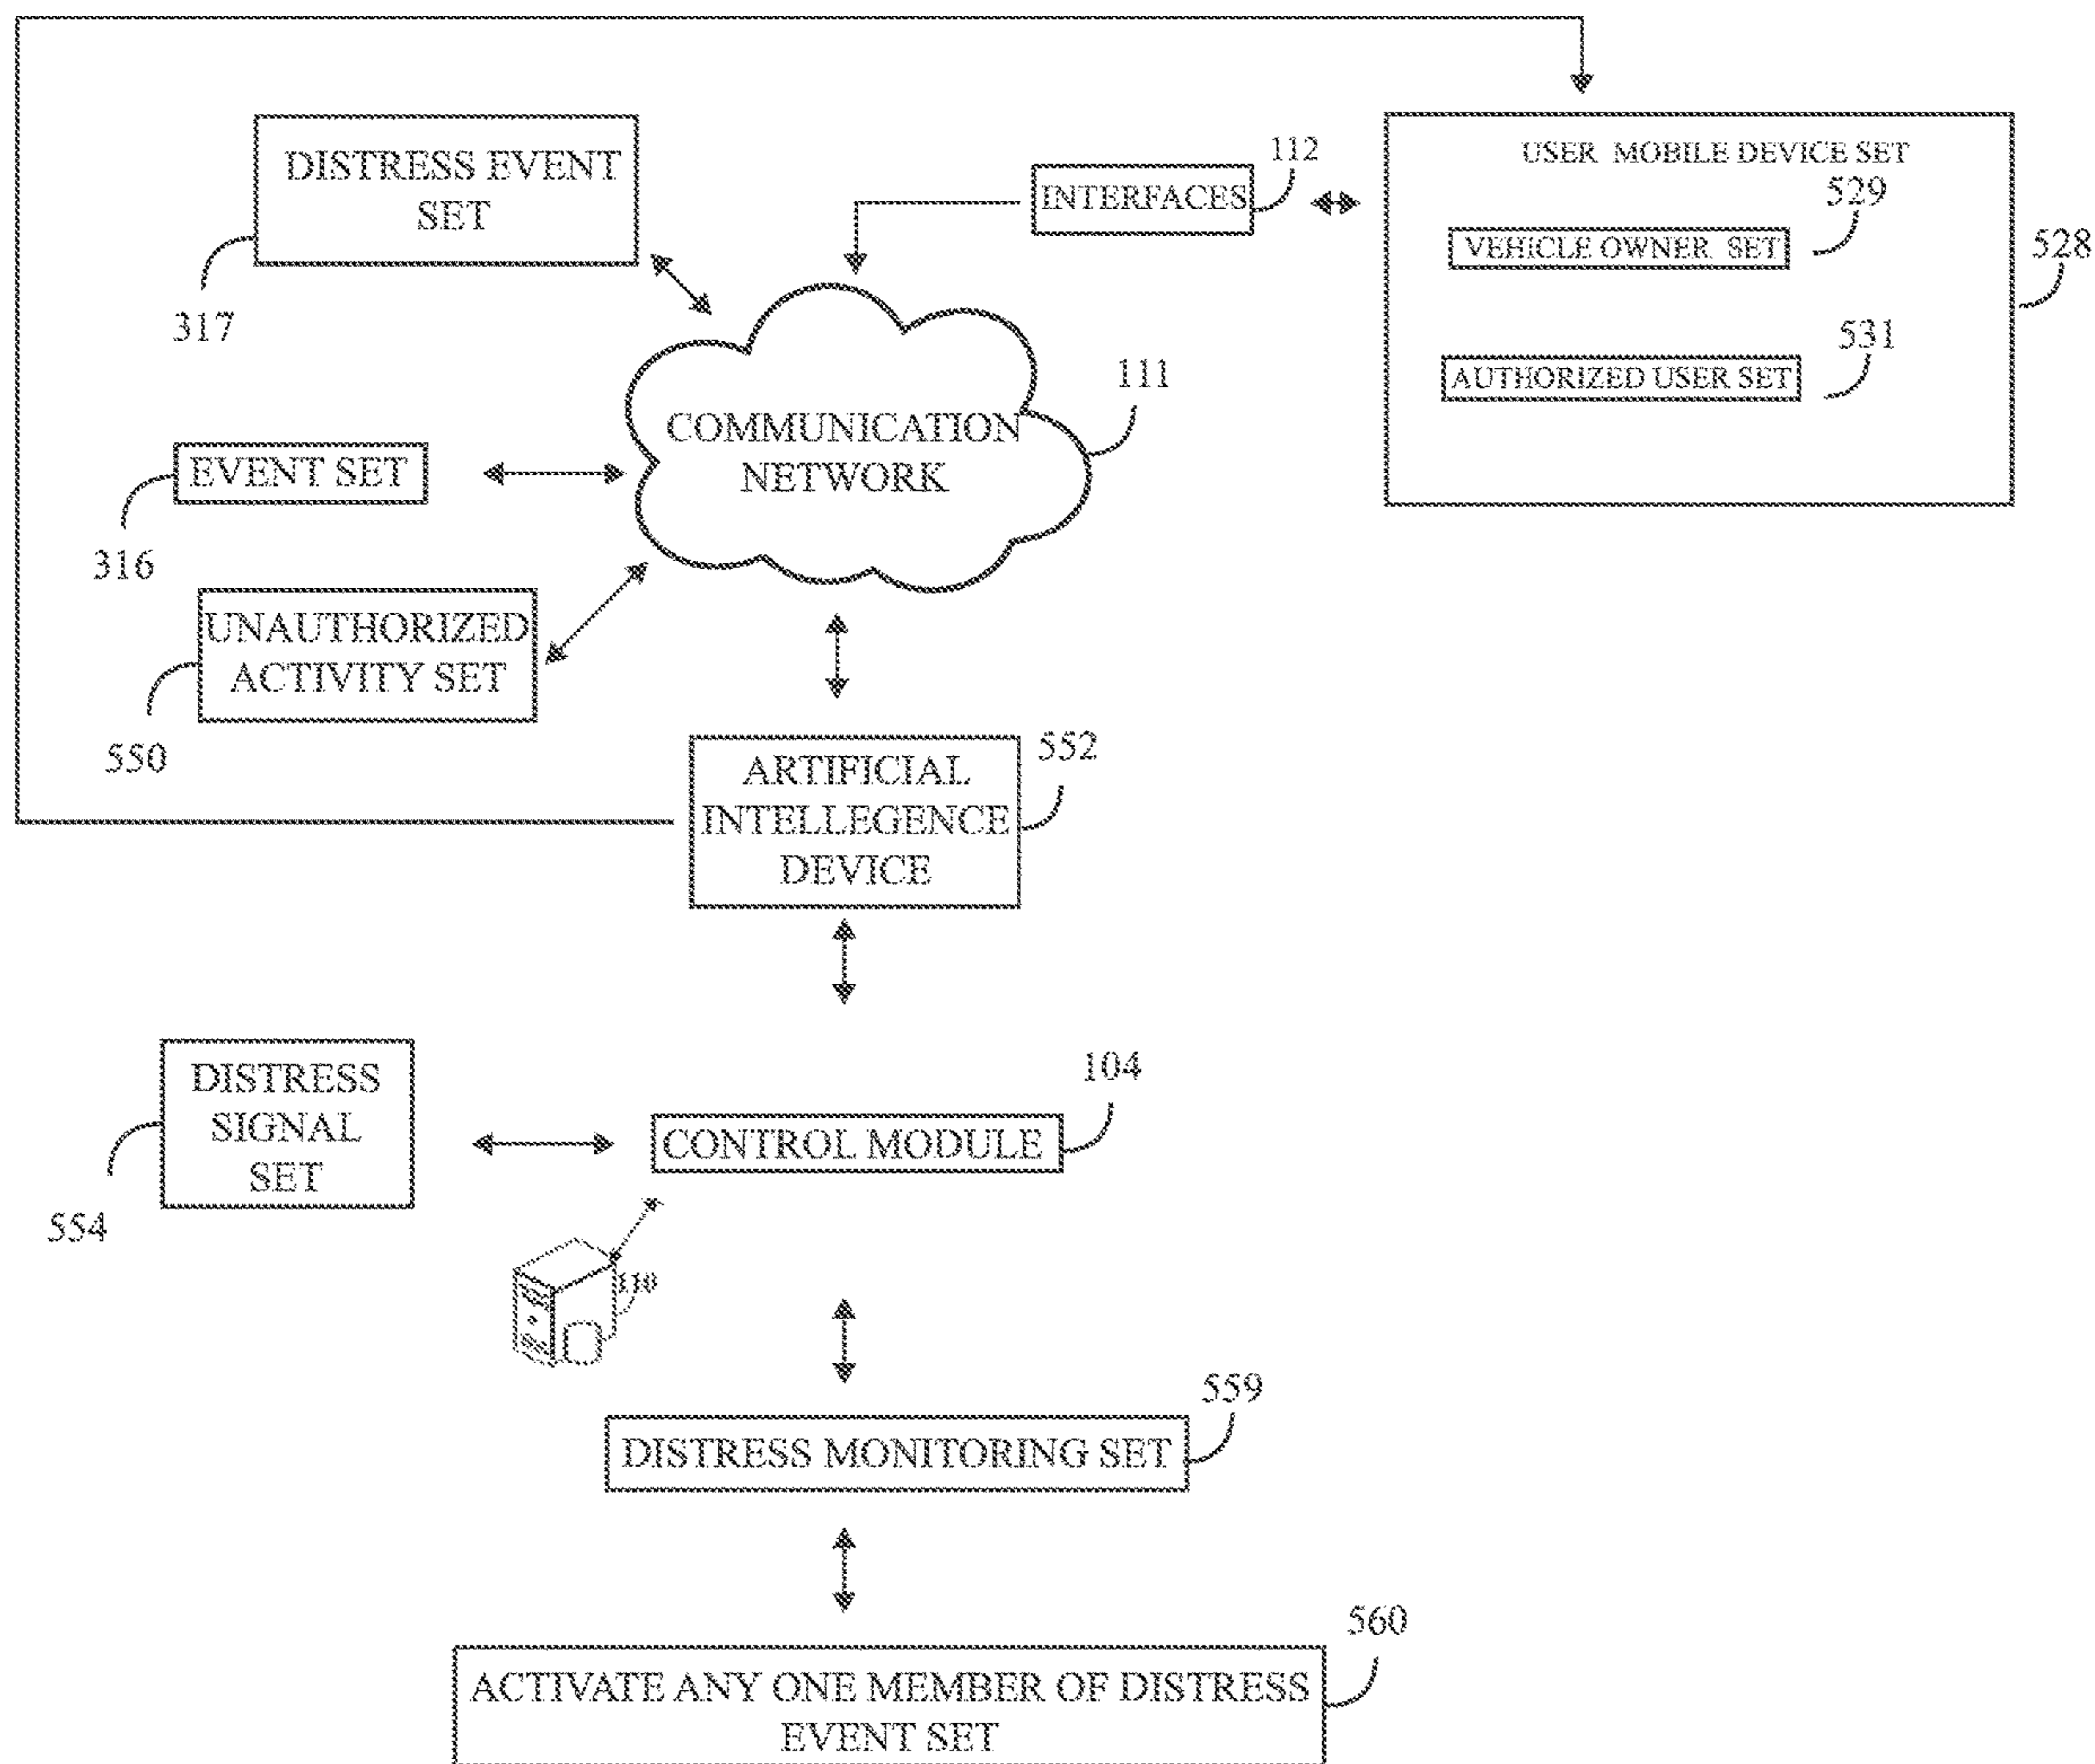 DISTRESS EVENT
SET
317
INTERFACES
112
USER MOBILE DEVICE SET
529
VEHICLE OWNER SET
528
531
AUTHORIZED USER SET
COMMUNICATION
NETWORK
111
EVENT SET
316
UNAUTHORIZED
ACTIVITY SET
550
ARTIFICIAL
INTELLEGENCE
DEVICE
552
DISTRESS
SIGNAL
SET
554
CONTROL MODULE
104
110
DISTRESS MONITORING SET
559
ACTIVATE ANY ONE MEMBER OF DISTRESS
EVENT SET
560